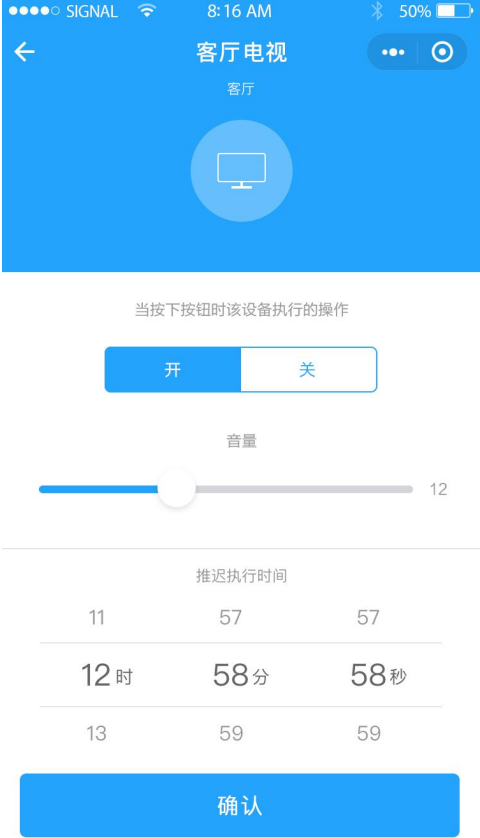 SIGNAL 8:16 AM 50%
客厅电视
客厅
当按下按钮时该设备执行的操作
开 关
音量
12
推迟执行时间
11 57 57
12时 58分 58秒
13 59 59
确认